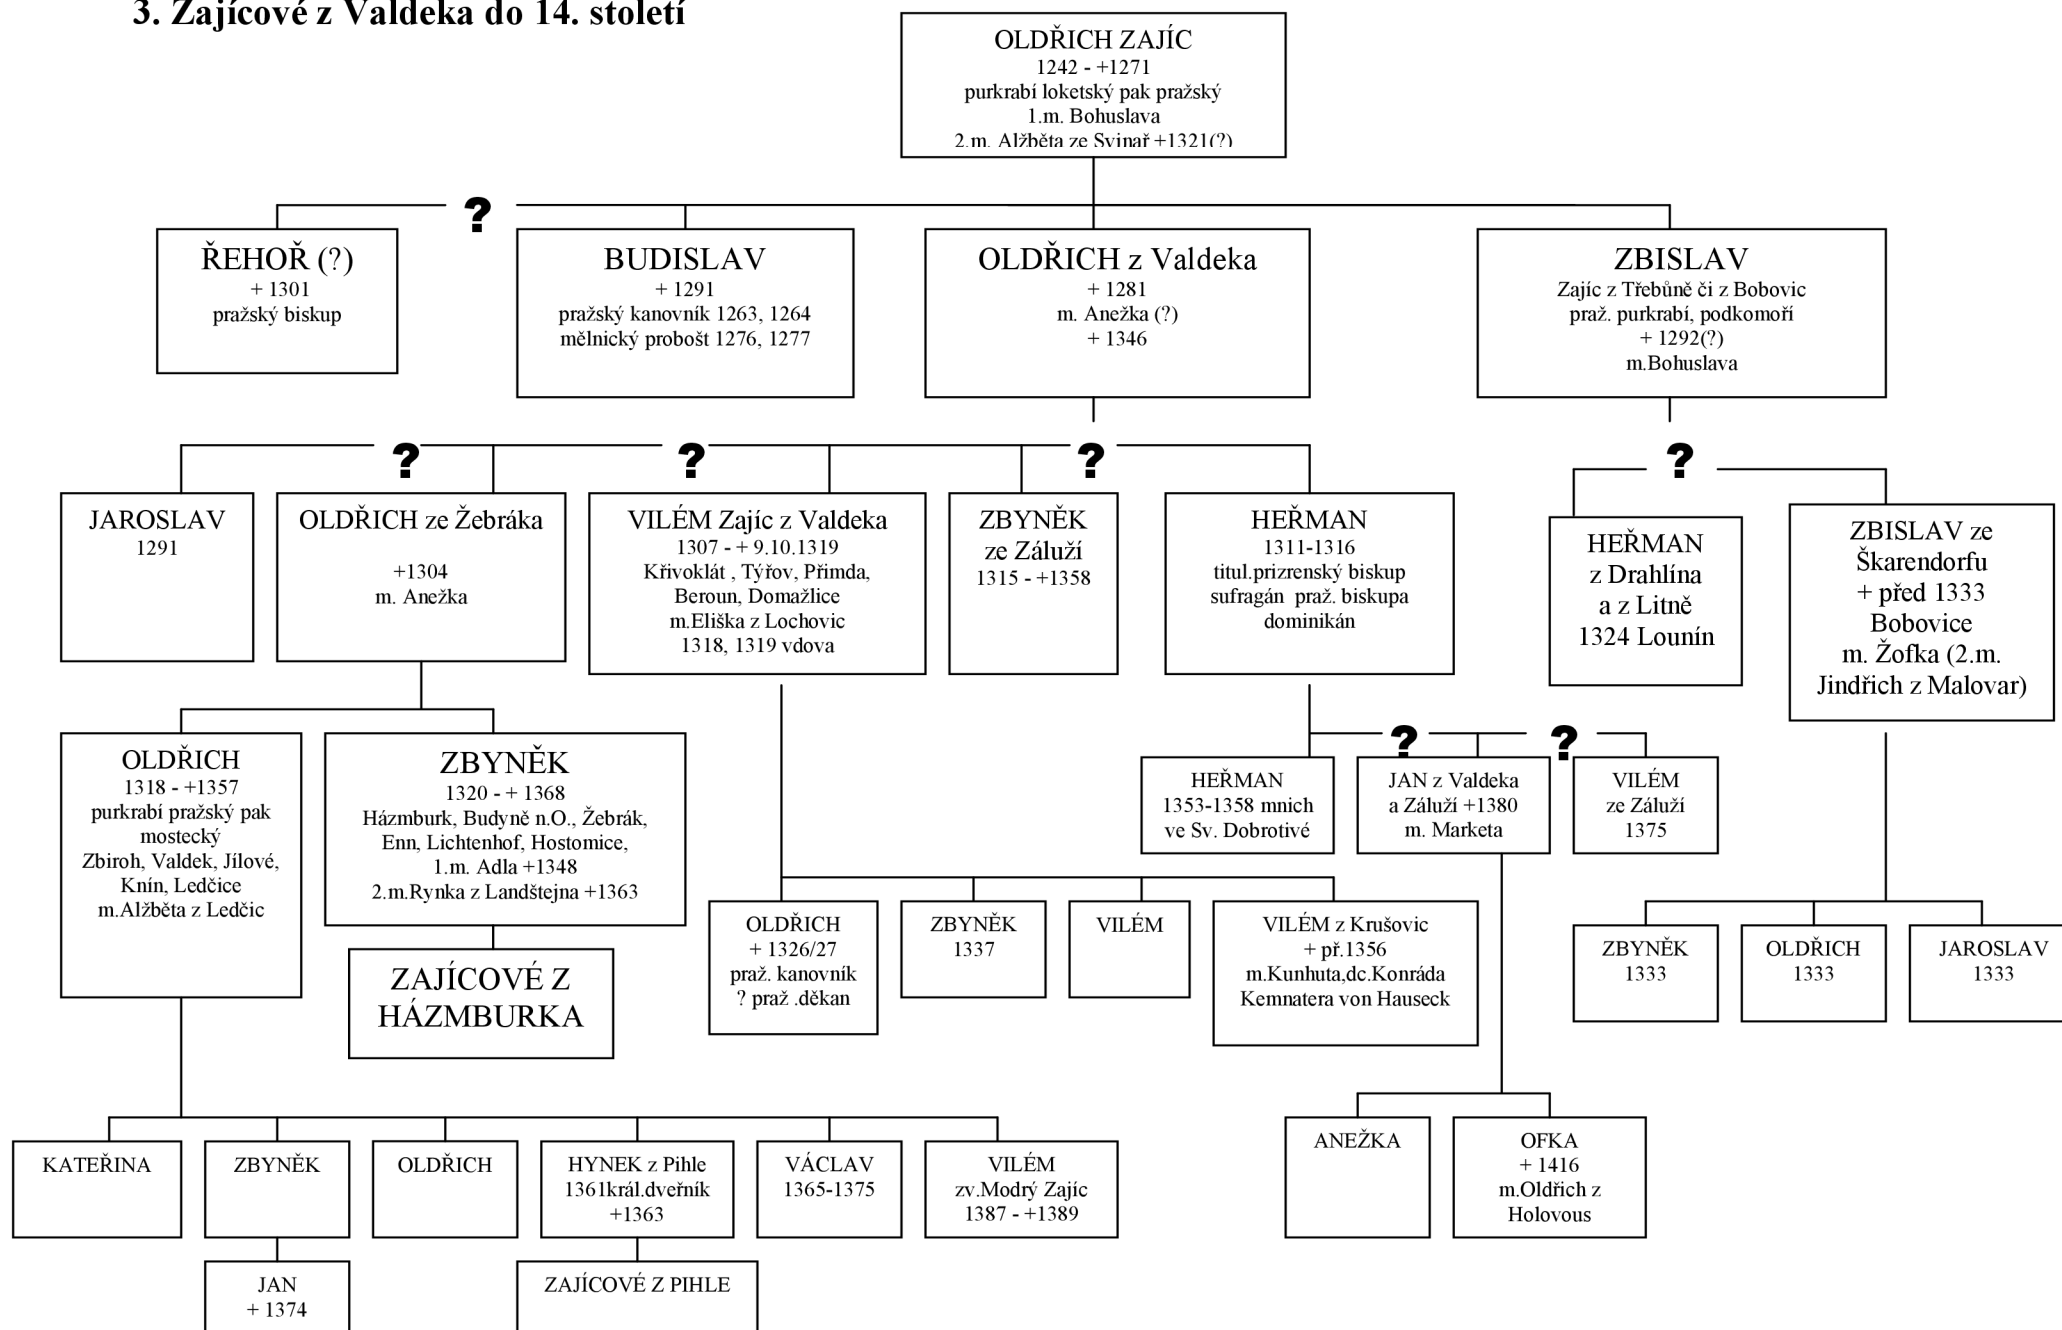 3. Zajícové z Valdeka do 14. století
OLDŘICH ZAJÍC
1242 - +1271
purkrabí loketský pak pražský
1.m. Bohuslava
2.m. Alžběta ze Svinař +1321(?)
?
ŘEHOŘ (?)
+ 1301
pražský biskup
BUDISLAV
+ 1291
pražský kanovník 1263, 1264
mělnický probošt 1276, 1277
OLDŘICH z Valdeka
+ 1281
m. Anežka (?)
+ 1346
ZBISLAV
Zajíc z Třebůně či z Bobovic
praž. purkrabí, podkomoří
+ 1292(?)
m.Bohuslava
?
?
?
?
JAROSLAV
1291
OLDŘICH ze Žebráka
+1304
m. Anežka
VILÉM Zajíc z Valdeka
1307 - + 9.10.1319
Křivoklát , Týřov, Přimda,
Beroun, Domažlice
m.Eliška z Lochovic
1318, 1319 vdova
ZBYNĚK
ze Záluží
1315 - +1358
HEŘMAN
1311-1316
titul.prizrenský biskup
sufragán praž. biskupa
dominikán
HEŘMAN
z Drahlína
a z Litně
1324 Lounín
ZBISLAV ze
Škarendorfu
+ před 1333
Bobovice
m. Žofka (2.m.
Jindřich z Malovar)
?
?
OLDŘICH
1318 - +1357
purkrabí pražský pak
mostecký
Zbiroh, Valdek, Jílové,
Knín, Ledčice
m.Alžběta z Ledčic
ZBYNĚK
1320 - + 1368
Házmburk, Budyně n.O., Žebrák,
Enn, Lichtenhof, Hostomice,
1.m. Adla +1348
2.m.Rynka z Landštejna +1363
HEŘMAN
1353-1358 mnich
ve Sv. Dobrotivé
JAN z Valdeka
a Záluží +1380
m. Marketa
VILÉM
ze Záluží
1375
ZAJÍCOVÉ Z
HÁZMBURKA
OLDŘICH
+ 1326/27
praž. kanovník
? praž .děkan
ZBYNĚK
1337
VILÉM
VILÉM z Krušovic
+ př.1356
m.Kunhuta,dc.Konráda
Kemnatera von Hauseck
ZBYNĚK
1333
OLDŘICH
1333
JAROSLAV
1333
KATEŘINA
ZBYNĚK
OLDŘICH
HYNEK z Pihle
1361král.dveřník
+1363
VÁCLAV
1365-1375
VILÉM
zv.Modrý Zajíc
1387 - +1389
ANEŽKA
OFKA
+ 1416
m.Oldřich z
Holovous
JAN
+ 1374
ZAJÍCOVÉ Z PIHLE